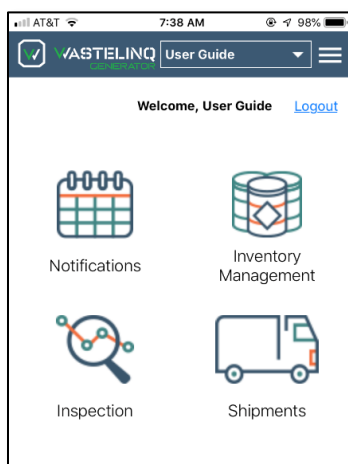 AT&T 7:38 AM 98%
WASTELINQ
GENERATOR
User Guide
Welcome, User Guide Logout
Notifications
Inventory
Management
Inspection
Shipments